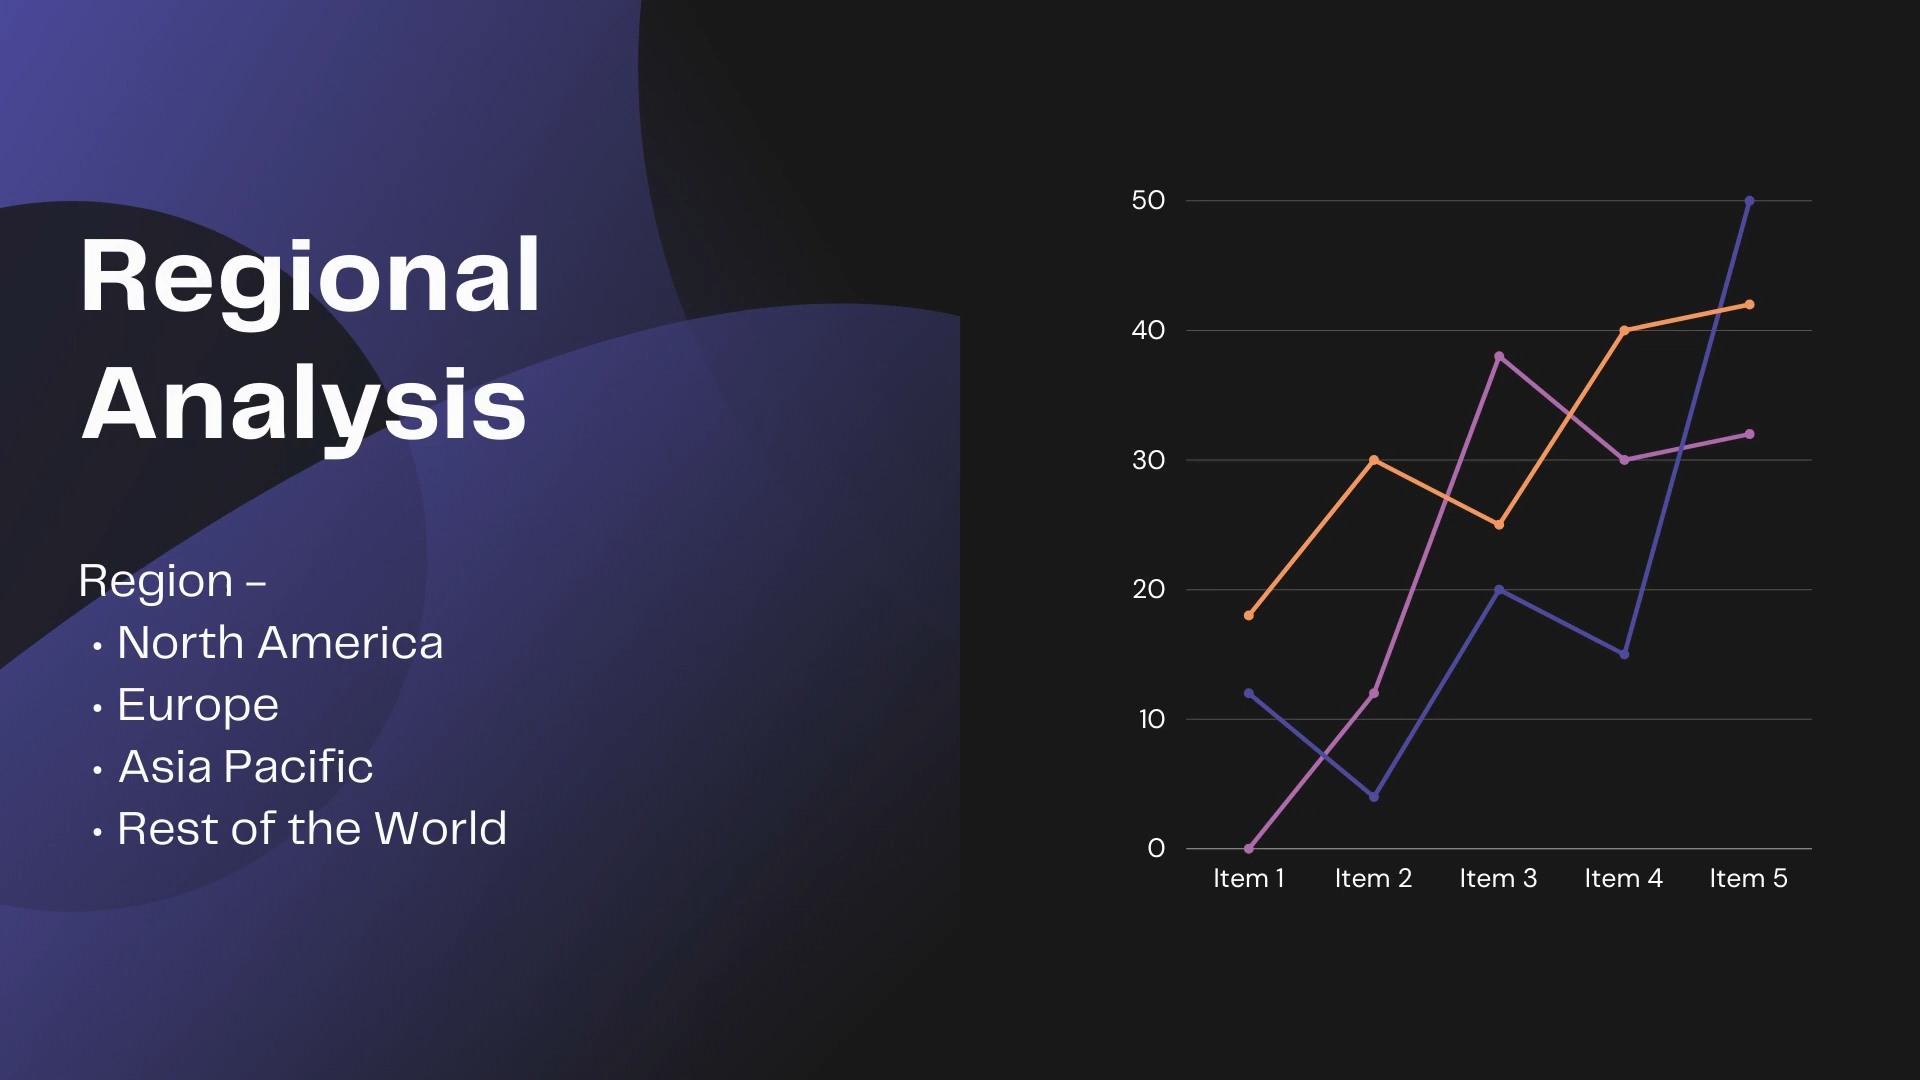 Regional
Analysis
Region –
• North America
• Europe
• Asia Pacific
• Rest of the World
50
40
30
20
10
0
Item 1 Item 2 Item 3 Item 4 Item 5